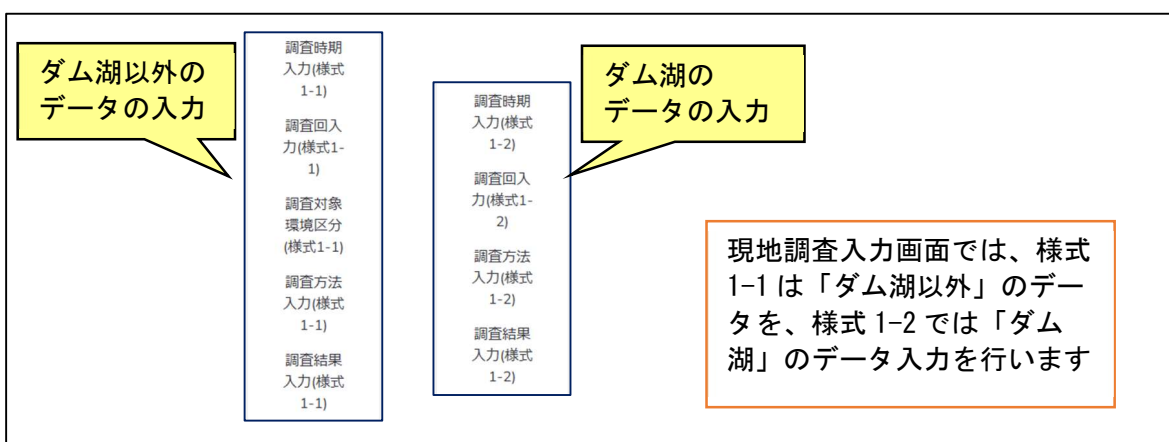 ダム湖以外の
データの入力
調査時期
入力(様式
1-1)
調査回入
力(様式1-
1)
調査対象
環境区分
(様式1-1)
調査方法
入力(様式
1-1)
調査結果
入力(様式
1-1)
調査時期
入力(様式
1-2)
調査回入
力(様式1-
2)
調査方法
入力(様式
1-2)
調査結果
入力(様式
1-2)
ダム湖の
データの入力
現地調査入力画面では、様式
1-1 は「ダム湖以外」のデー
タを、様式 1-2 では「ダム
湖」のデータ入力を行います